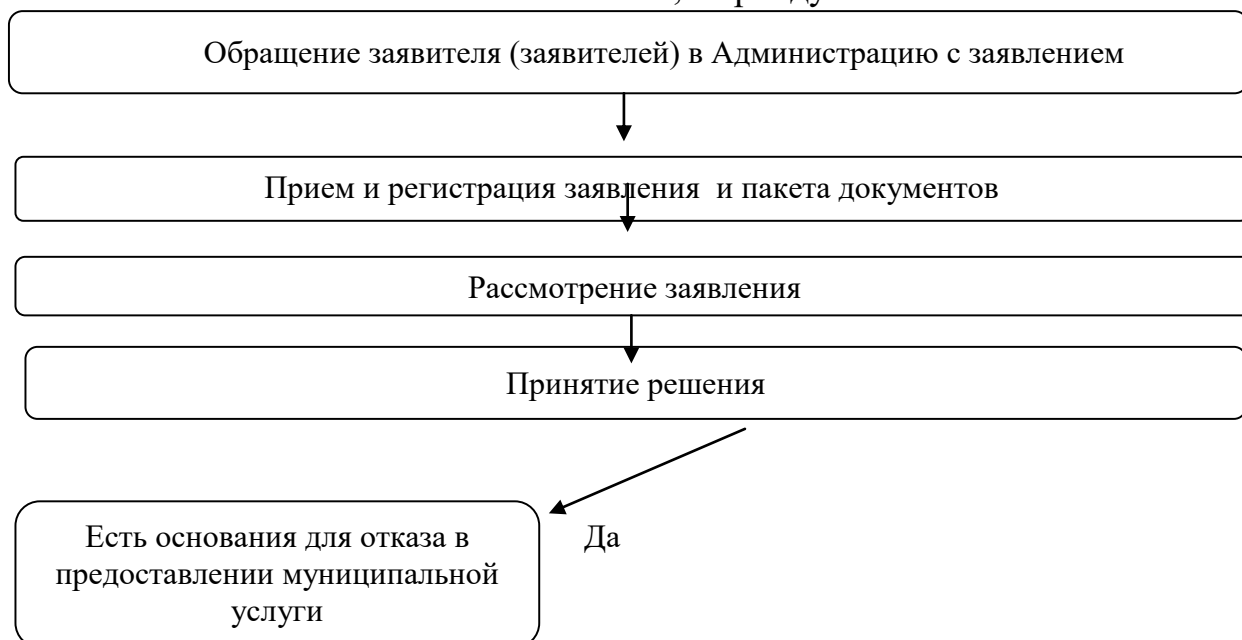 Обращение заявителя (заявителей) в Администрацию с заявлением
Прием и регистрация заявления и пакета документов
Рассмотрение заявления
Принятие решения
Есть основания для отказа в
предоставлении муниципальной
услуги
Да